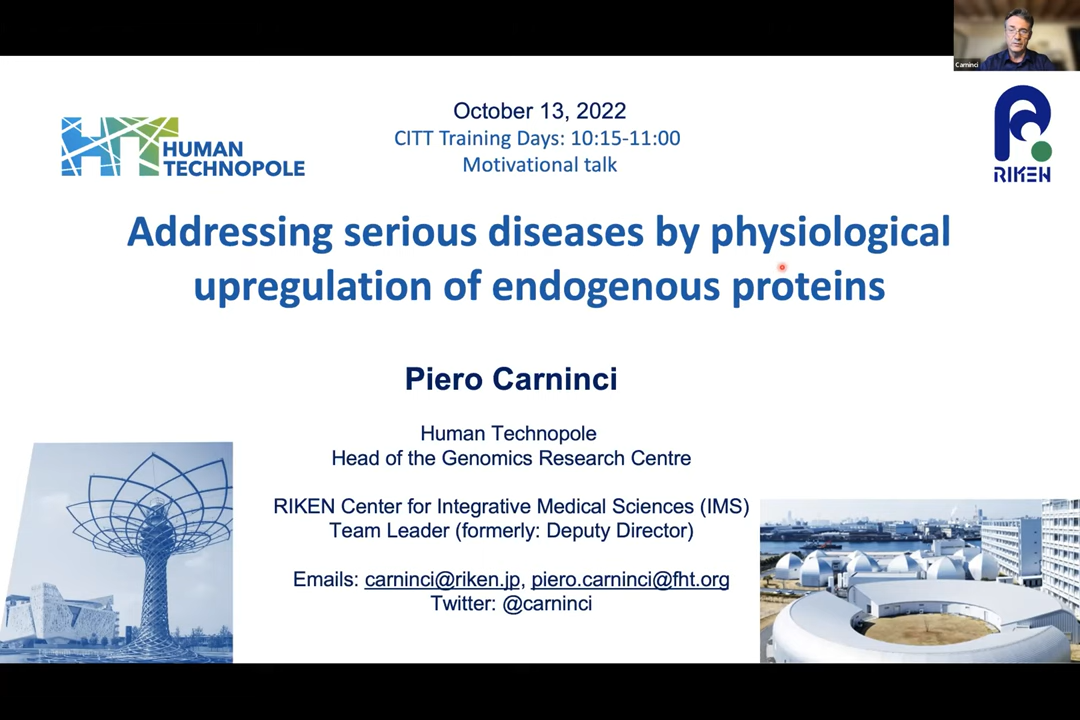 Carninci
October 13, 2022
CITT Training Days: 10:15-11:00
Motivational talk
HUMAN
TECHNOPOLE
RIKEN
Addressing serious diseases by physiological
upregulation of endogenous proteins
Piero Carninci
Human Technopole
Head of the Genomics Research Centre
RIKEN Center for Integrative Medical Sciences (IMS)
Team Leader (formerly: Deputy Director)
Emails: carninci@riken.jp, piero.carninci@fht.org
Twitter: @carninci